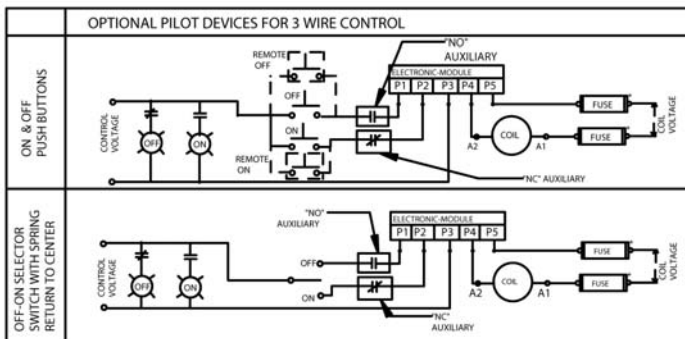 OPTIONAL PILOT DEVICES FOR 3 WIRE CONTROL
ON & OFF
PUSH BUTTONS
REMOTE
OFF
"NO"
AUXILIARY
ELECTRONIC-MODULE
P1 P2 P3 P4 P5
OFF
CONTROL
VOLTAGE
OFF
ON
ON
REMOTE
ON
FUSE
FUSE
COIL
VOLTAGE
COIL
A2
A1
"NC" AUXILIARY
OFF-ON SELECTOR
SWITCH WITH SPRING
RETURN TO CENTER
"NO"
AUXILIARY
ELECTRONIC-MODULE
P1 P2 P3 P4 P5
OFF
CONTROL
VOLTAGE
OFF
ON
ON
FUSE
FUSE
COIL
VOLTAGE
COIL
A2
A1
"NC"
AUXILIARY